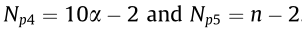 N_{p4} = 10α − 2 and N_{p5} = n − 2.